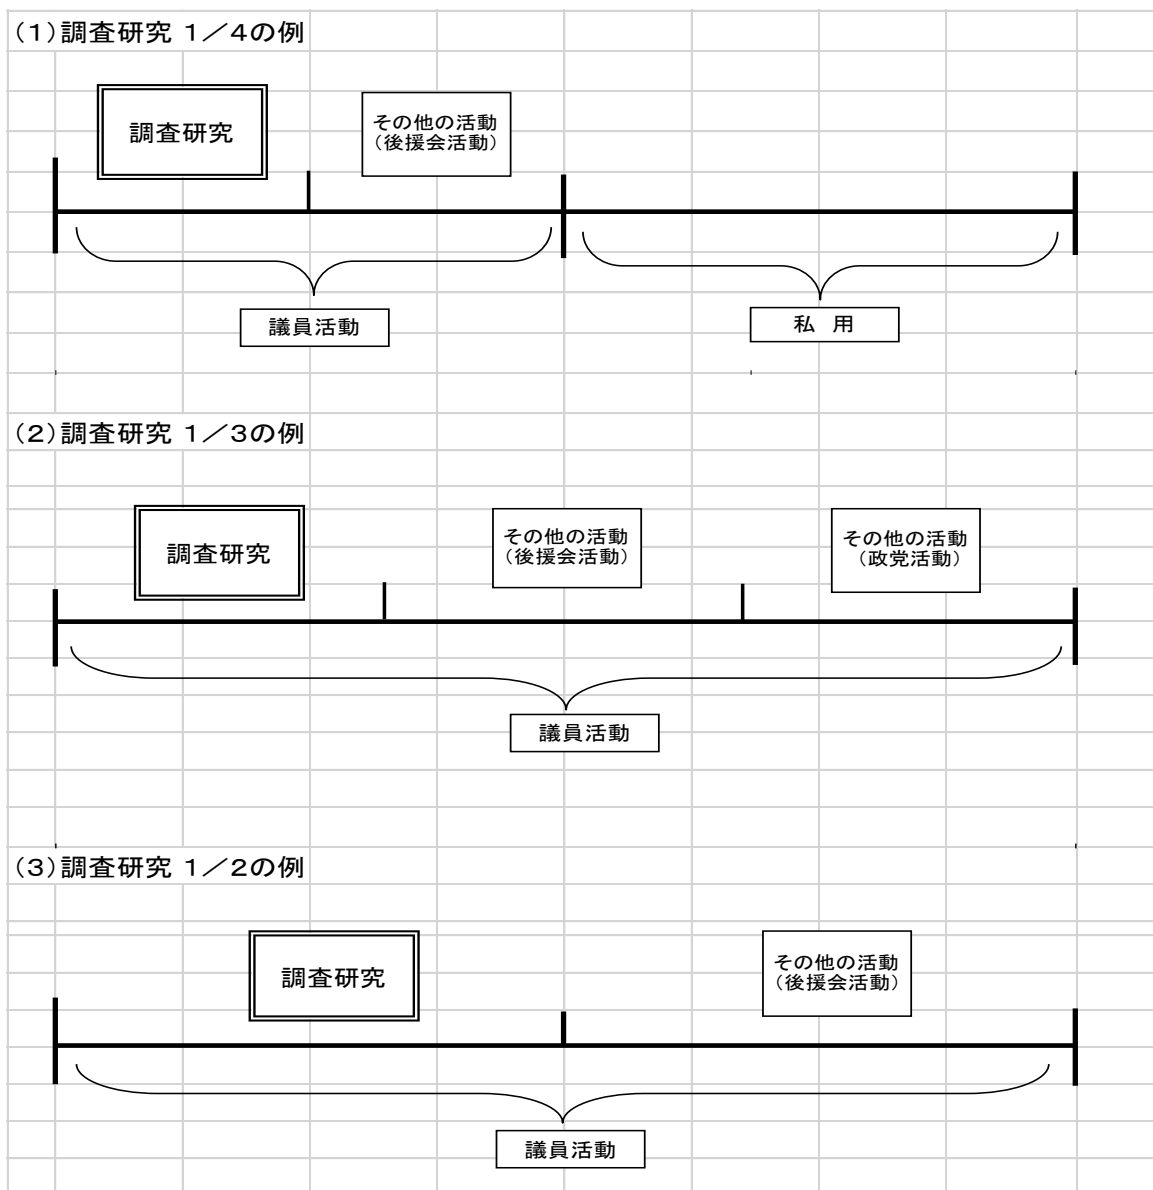 （１）調査研究 １／４の例
調査研究
その他の活動
（後援会活動）
議員活動
私　用
（２）調査研究 １／３の例
調査研究
その他の活動
（後援会活動）
その他の活動
（政党活動）
議員活動
（３）調査研究 １／２の例
調査研究
その他の活動
（後援会活動）
議員活動